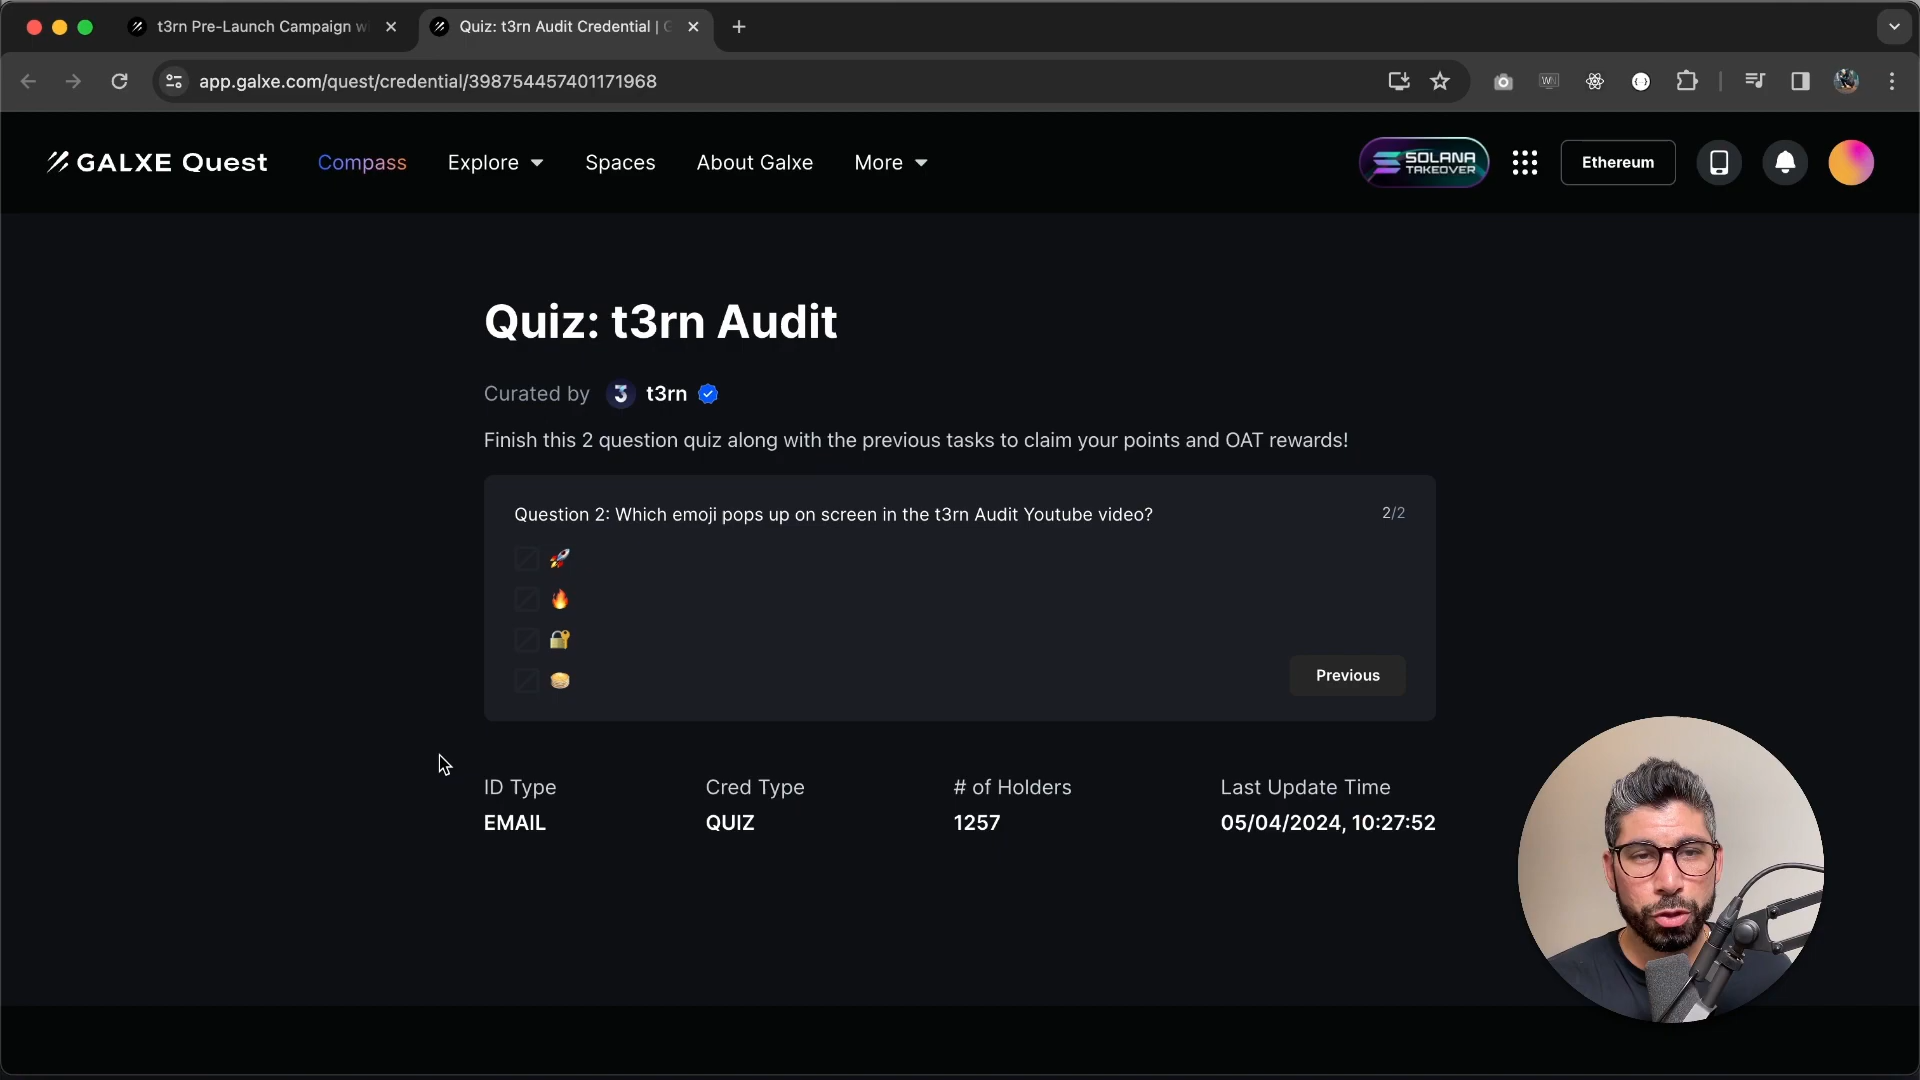 t3rn Pre-Launch Campaign w
Quiz: t3rn Audit Credential |
app.galxe.com/quest/credential/398754457401171968
GALXE Quest
Compass
Explore
Spaces
About Galxe
More
SOLANA
TAKEOVER
Ethereum
Quiz: t3rn Audit
Curated by t3rn
Finish this 2 question quiz along with the previous tasks to claim your points and OAT rewards!
Question 2: Which emoji pops up on screen in the t3rn Audit Youtube video?
2/2
Previous
ID Type
EMAIL
Cred Type
QUIZ
# of Holders
1257
Last Update Time
05/04/2024, 10:27:52